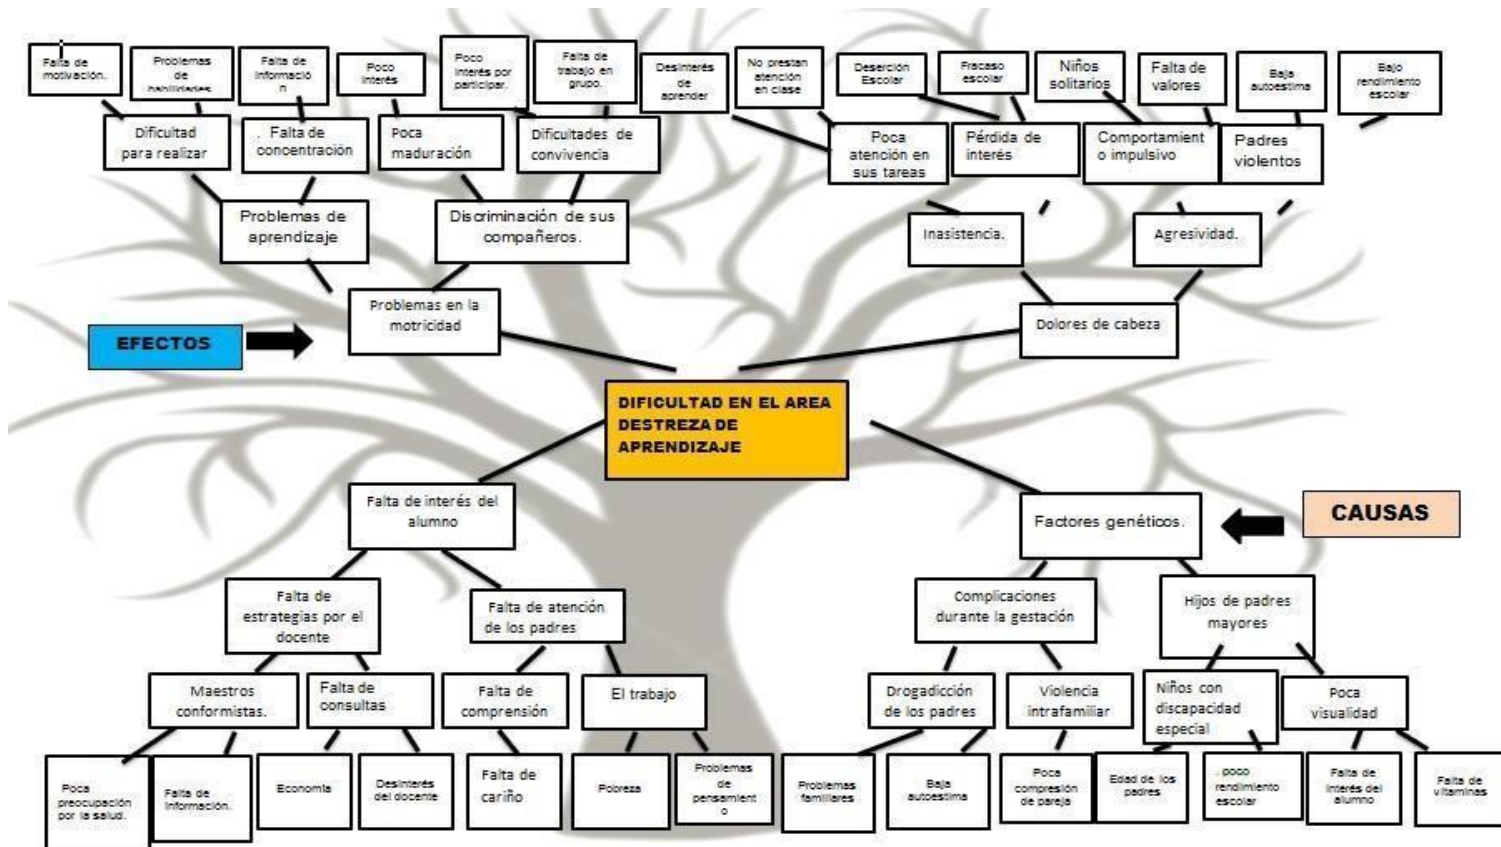 Falta de
motivación.
Problemas
de
habilidades
Falta de
Informació
n
Poco
Interés
Poco
Interés por
participar.
Falta de
trabajo en
grupo.
Desinterés
de
aprender
No prestan
atención
en clase
Deserción
Escolar
Fracaso
escolar
Niños
solitarios
Falta de
valores
Baja
autoestima
Bajo
rendimiento
escolar
Dificultad
para realizar
. Falta de
concentración
Poca
maduración
Dificultades de
convivencia
Poca
atención en
sus tareas
Pérdida de
interés
Comportamient
o impulsivo
Padres
violentos
Problemas de
aprendizaje
Discriminación de sus
compañeros.
Inasistencia.
Agresividad.
Problemas en la
motricidad
Dolores de cabeza
EFECTOS
DIFICULTAD EN EL AREA
DESTREZA DE
APRENDIZAJE
Falta de interés del
alumno
Factores genéticos.
CAUSAS
Falta de
estrategias por el
docente
Falta de atención
de los padres
Complicaciones
durante la gestación
Hijos de padres
mayores
Maestros
conformistas.
Falta de
consultas
Falta de
comprensión
El trabajo
Drogadicción
de los padres
Violencia
intrafamiliar
Niños con
discapacidad
especial
Poca
visualidad
Poca
preocupación
por la salud.
Falta de
Información.
Economía
Desinterés
del docente
Falta de
cariño
Pobreza
Problemas
de
pensamient
o
Problemas
familiares
Baja
autoestima
Poca
compresión
de pareja
Edad de los
padres
. poco
rendimiento
escolar
Falta de
Interés del
alumno
Falta de
vitaminas